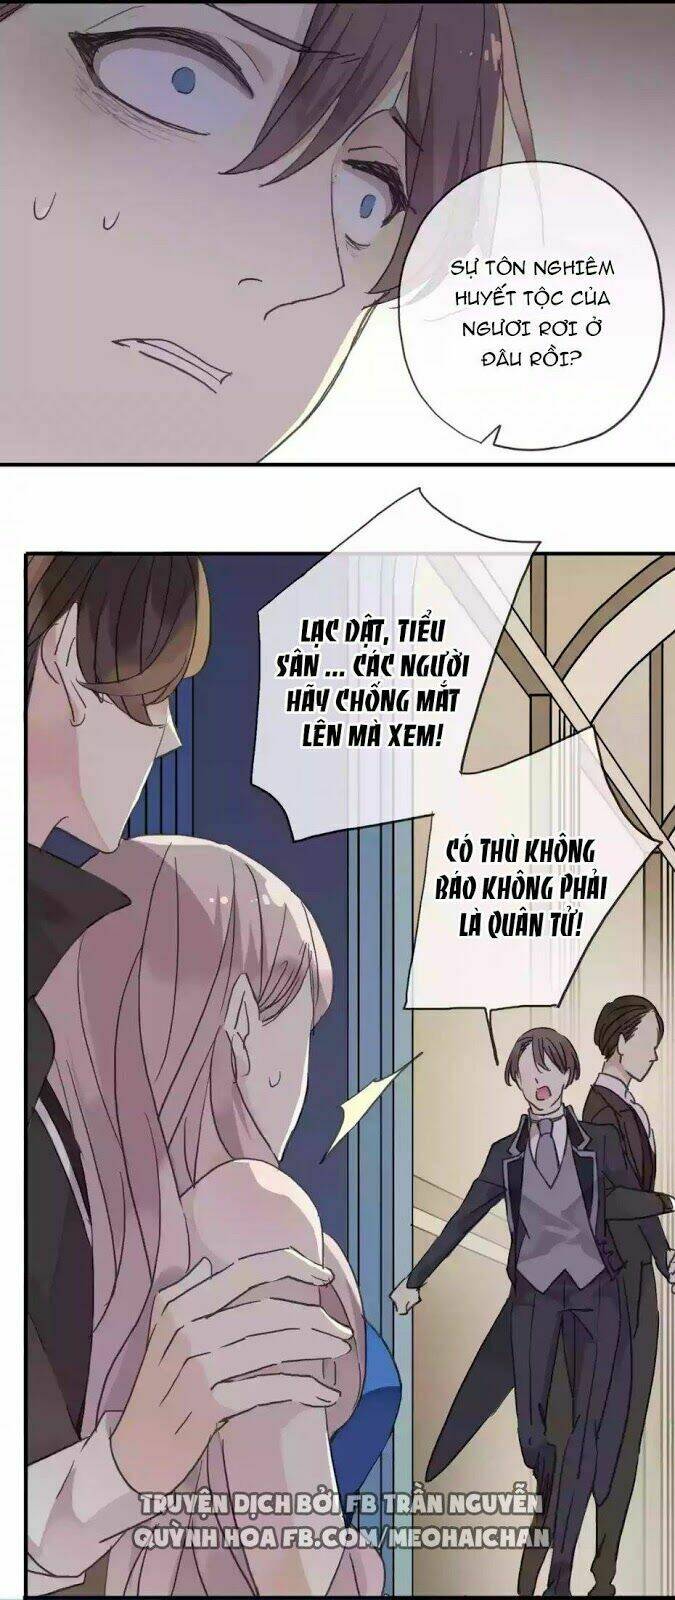 SỰ TÔN NGHIÊM
HUYẾT TỘC CỦA
NGƯƠI RƠI Ở
ĐÂU RỒI?
LẠC DẬT, TIỂU
SÂN ... CÁC NGƯỜI
HÃY CHỐNG MẮT
LÊN MÀ XEM!
CÓ THÙ KHÔNG
BÁO KHÔNG PHẢI
LÀ QUÂN TỬ!
TRUYỆN DỊCH BỞI FB TRẦN NGUYỄN
QUỲNH HOA FB.COM/MEOHAICHAN